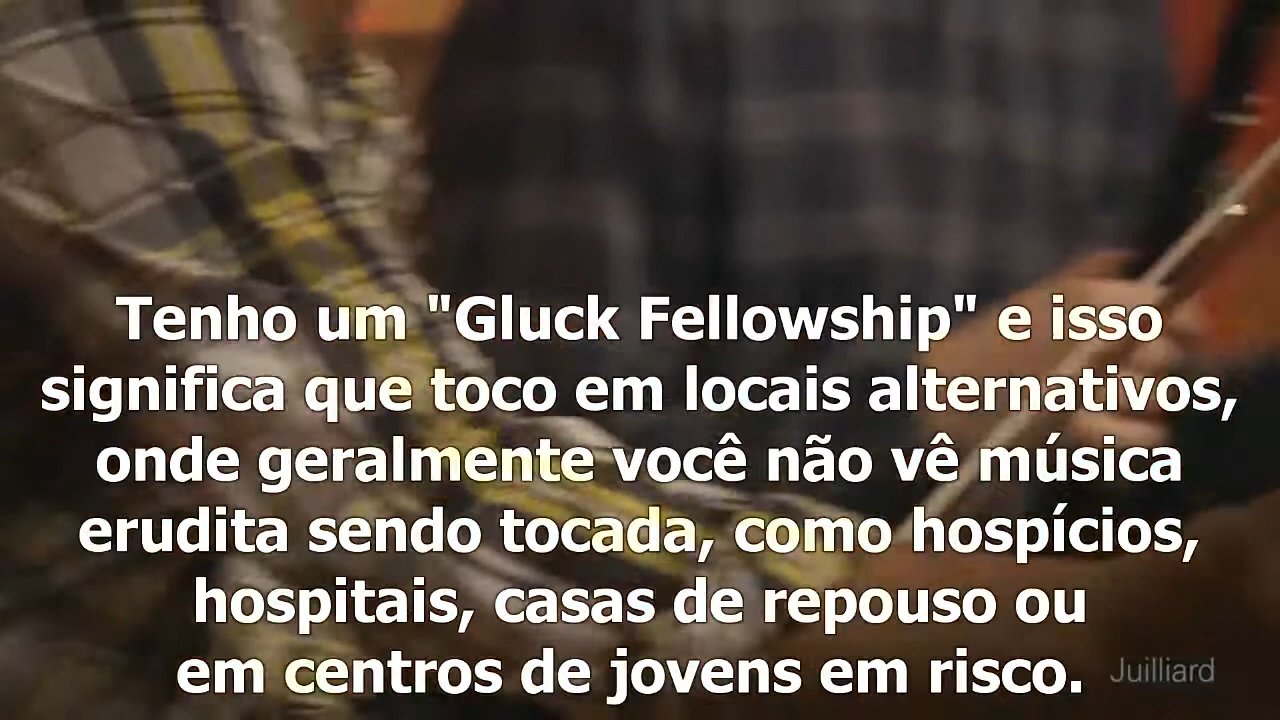 Tenho um "Gluck Fellowship" e isso
significa que toco em locais alternativos,
onde geralmente você não vê música
erudita sendo tocada, como hospícios,
hospitais, casas de repouso ou
em centros de jovens em risco.
Juilliard